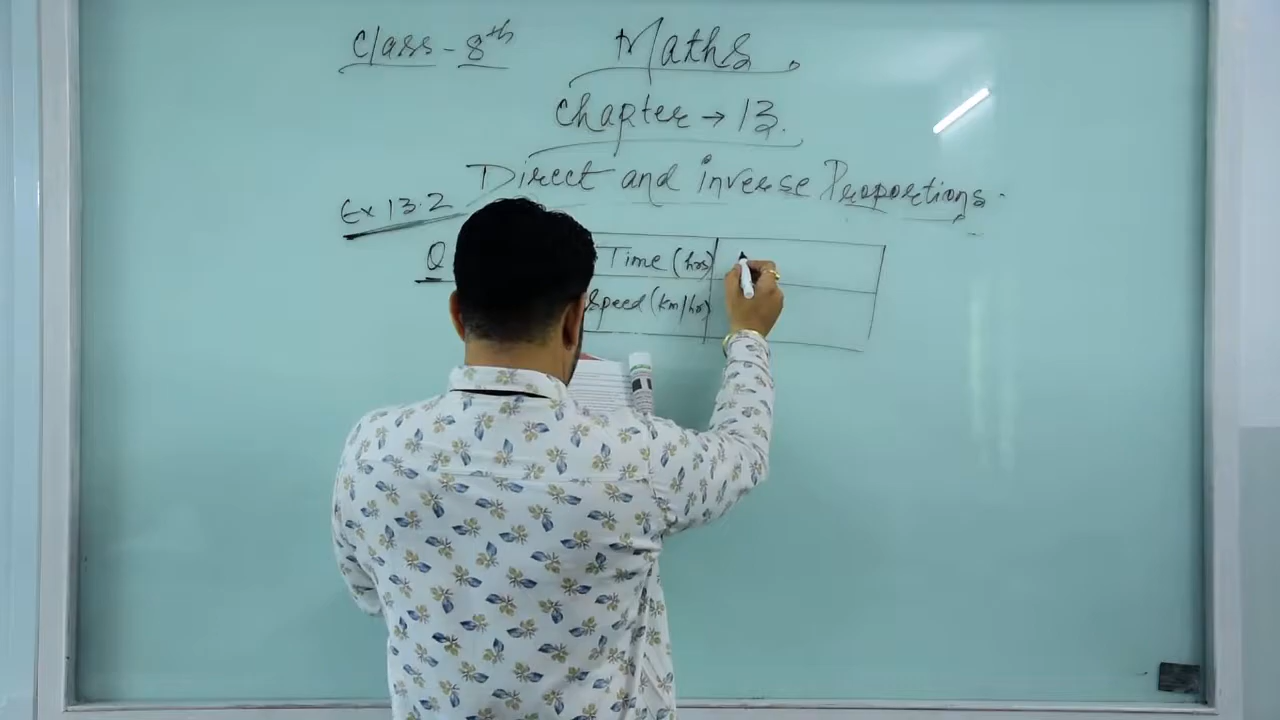 Class - 8th
Maths
Chapter → 13.
Direct and inverse Proportions.
Ex 13.2
Q
Time (hrs)
Speed (km/hr)